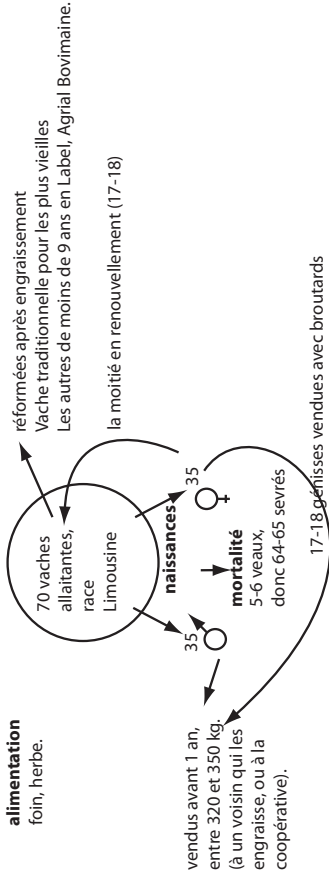 alimentation
foin, herbe.
70 vaches
allaitantes,
race
Limousine
réformées après engraissement
Vache traditionnelle pour les plus vieilles
Les autres de moins de 9 ans en Label, Agrial Bovimaine.
la moitié en renouvellement (17-18)
naissances
35
35
mortalité
5-6 veaux,
donc 64-65 sevrés
vendus avant 1 an,
entre 320 et 350 kg.
(à un voisin qui les
engraisse, ou à la
coopérative).
17-18 génisses vendues avec broutards